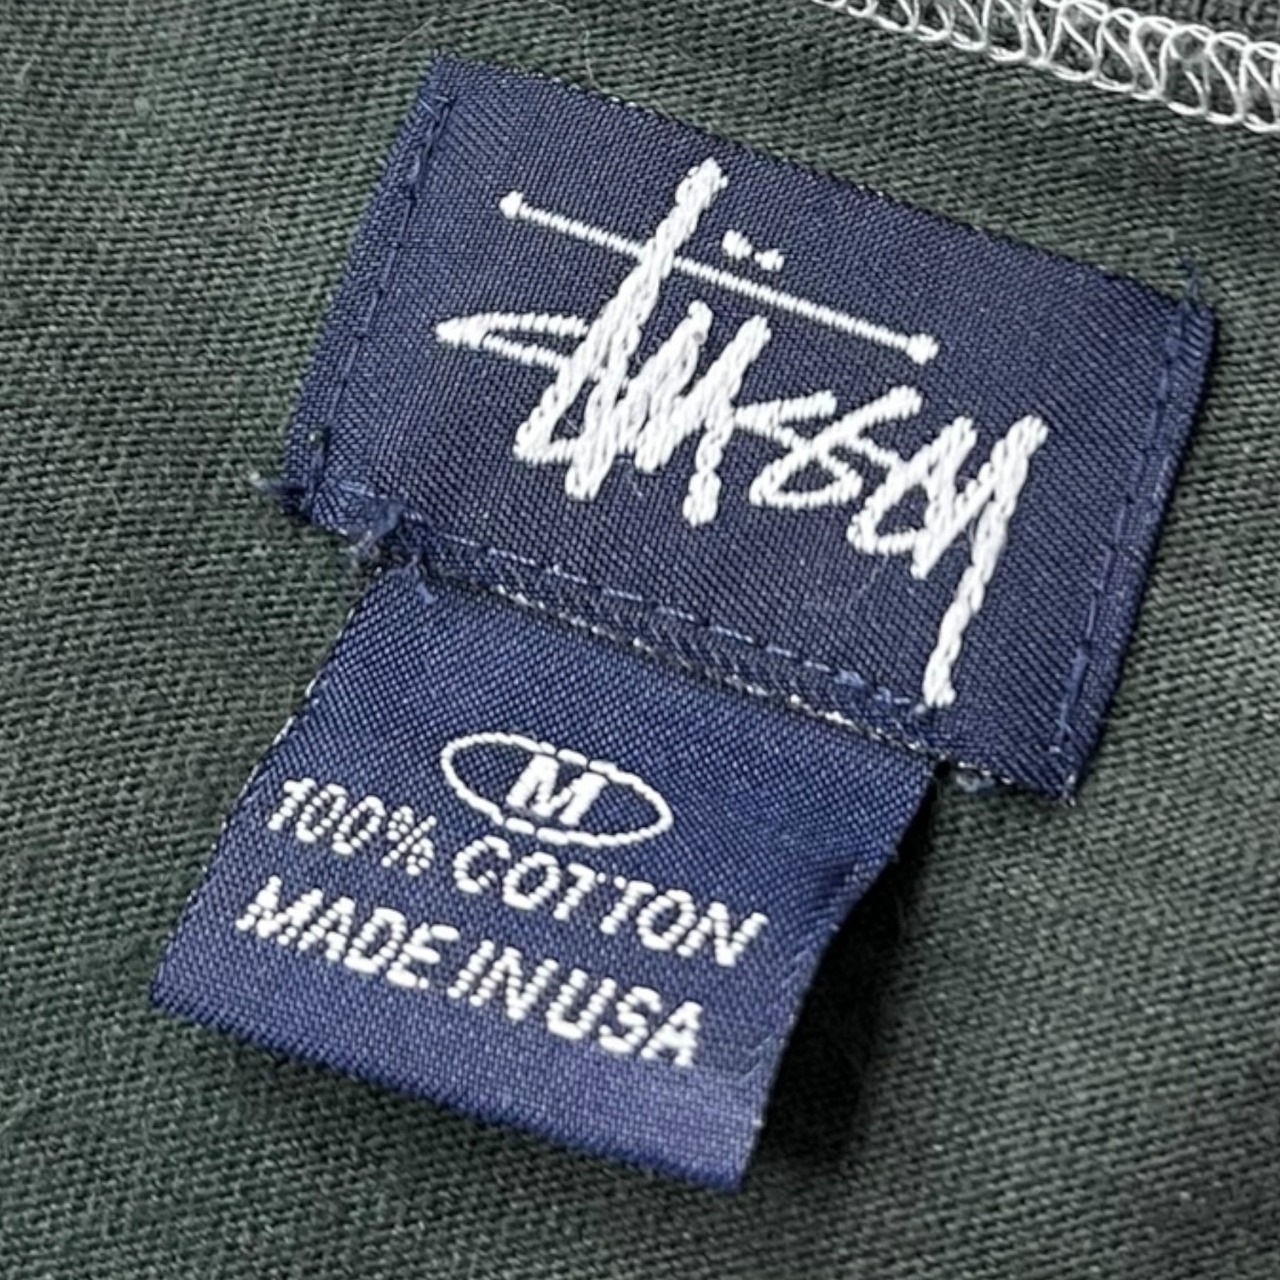 Stüssy
M
100% COTTON
MADE IN USA